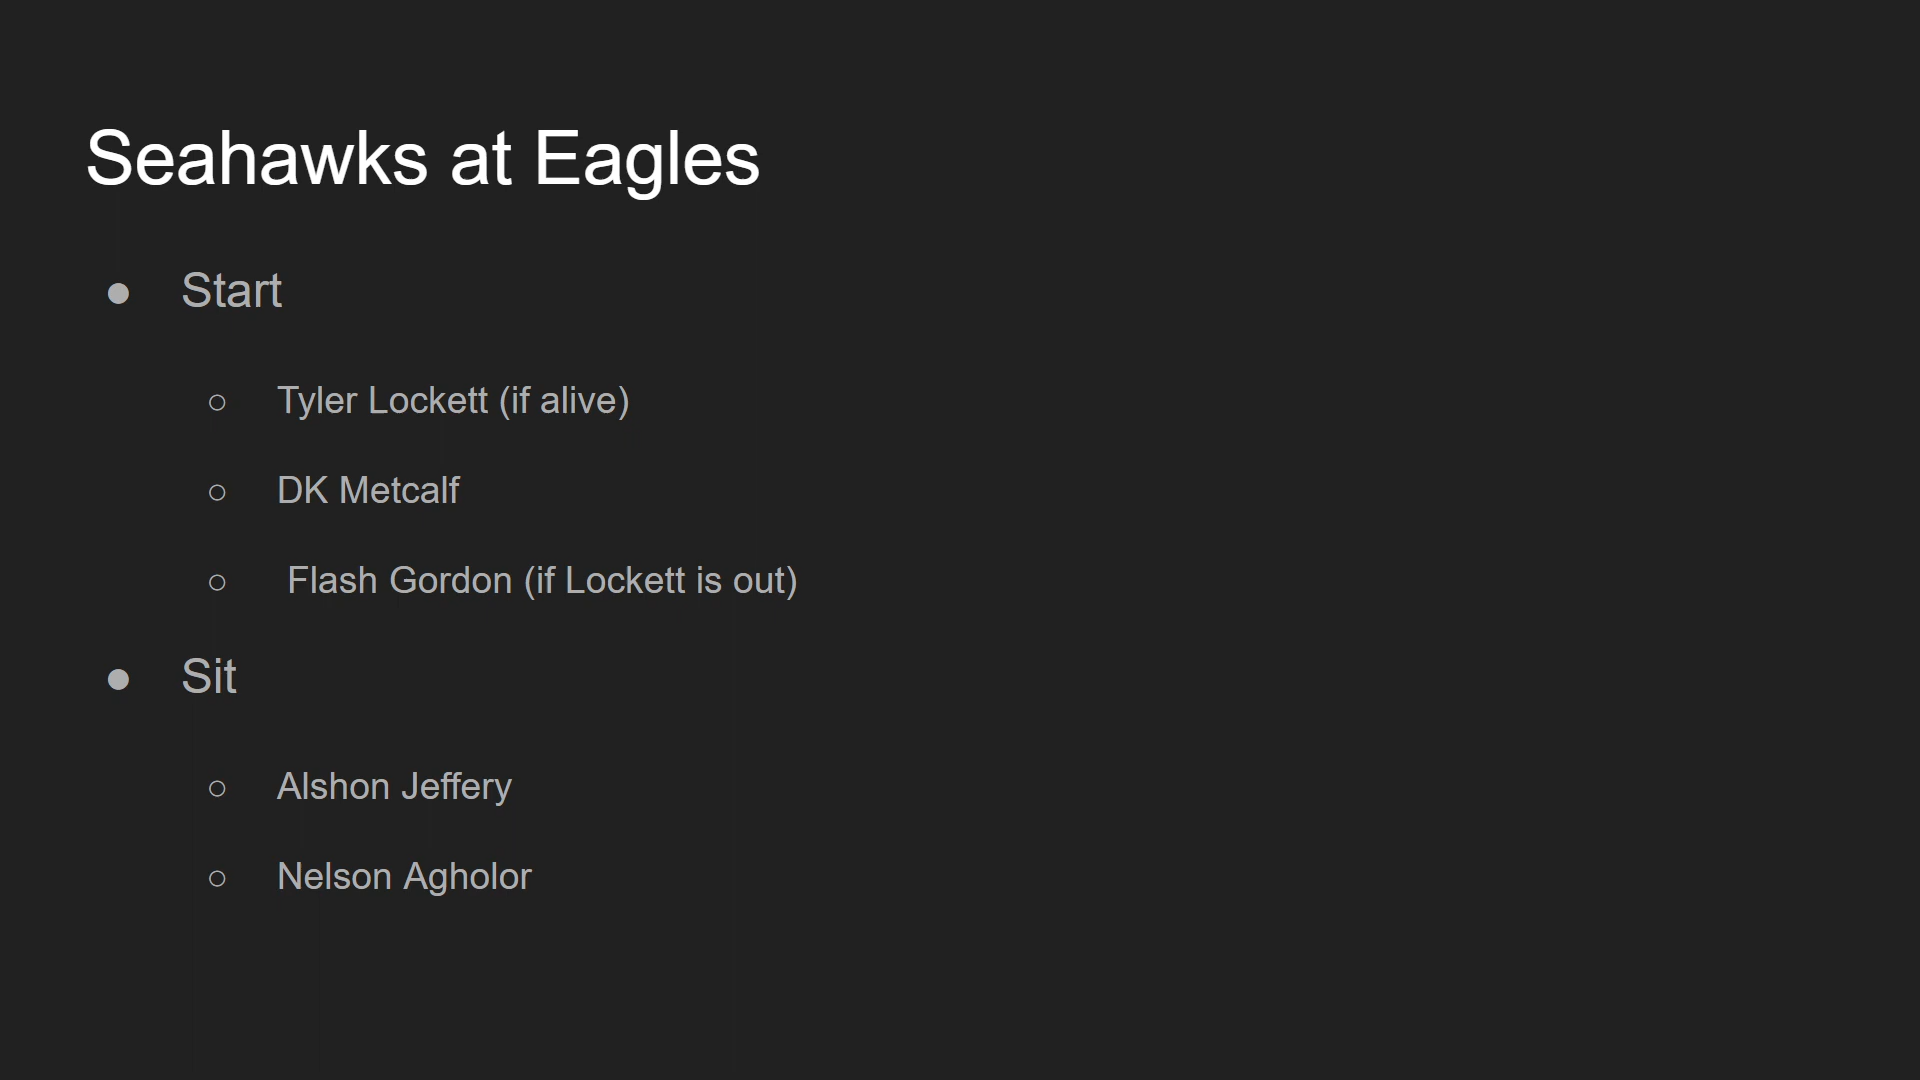 Seahawks at Eagles
● Start
○ Tyler Lockett (if alive)
○ DK Metcalf
○ Flash Gordon (if Lockett is out)
● Sit
○ Alshon Jeffery
○ Nelson Agholor